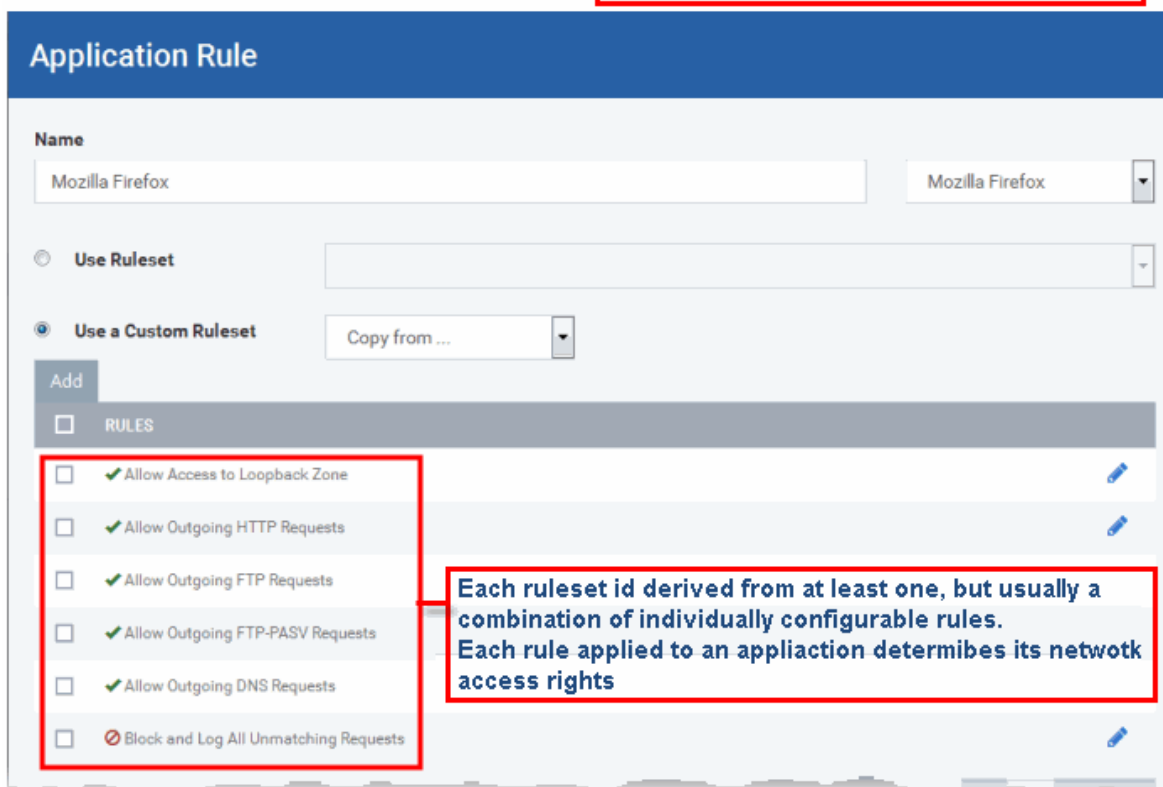 Application Rule
Name
Mozilla Firefox
Mozilla Firefox
Use Ruleset
Use a Custom Ruleset
Copy from ...
Add
RULES
Allow Access to Loopback Zone
Allow Outgoing HTTP Requests
Allow Outgoing FTP Requests
Allow Outgoing FTP-PASV Requests
Allow Outgoing DNS Requests
Block and Log All Unmatching Requests
Each ruleset id derived from at least one, but usually a
combination of individually configurable rules.
Each rule applied to an appliaction determibes its netwotk
access rights